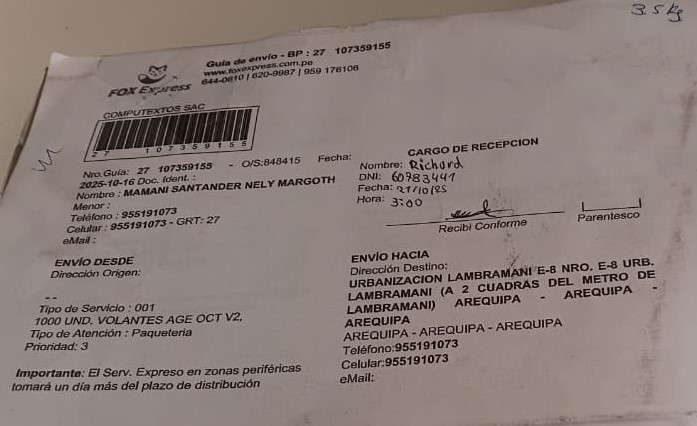 3.5 kg
Guía de envio - BP : 27 107359155
www.foxexpress.com.pe
644-0810 | 620-9987 | 959 176106
FOX Express
COMPUTEXTOS SAC
27 107359155
Nro.Guía: 27 107359155 - O/S:848415 Fecha:
2025-10-16 Doc. Ident. :
Nombre : MAMANI SANTANDER NELY MARGOTH
Menor :
Teléfono : 955191073
Celular : 955191073 - GRT: 27
eMail :
CARGO DE RECEPCION
Nombre: Richard
DNI: 60983441
Fecha: 21/10/25
Hora: 3:00
Recibi Conforme
Parentesco
ENVÍO DESDE
Dirección Origen:
--
Tipo de Servicio : 001
1000 UND. VOLANTES AGE OCT V2,
Tipo de Atención : Paqueteria
Prioridad: 3
Importante: El Serv. Expreso en zonas periféricas
tomará un día más del plazo de distribución
ENVÍO HACIA
Dirección Destino:
URBANIZACION LAMBRAMANI E-8 NRO. E-8 URB.
LAMBRAMANI (A 2 CUADRAS DEL METRO DE
LAMBRAMANI) AREQUIPA - AREQUIPA -
AREQUIPA
AREQUIPA - AREQUIPA - AREQUIPA
Teléfono:955191073
Celular:955191073
eMail: